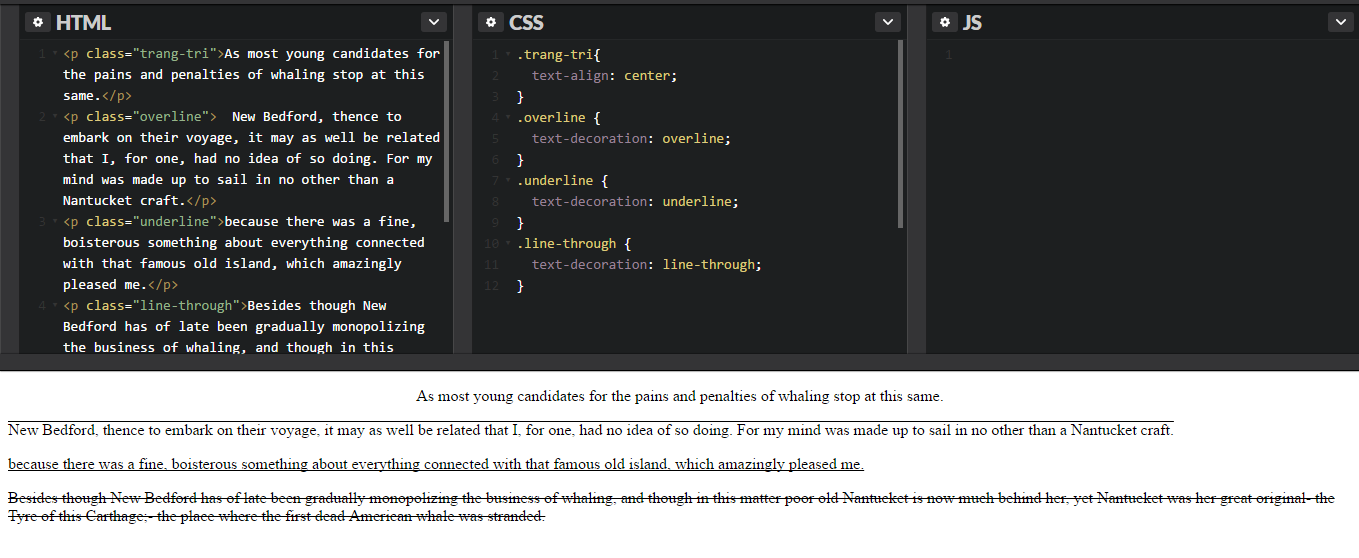 HTML
1 <p class="trang-tri">As most young candidates for
the pains and penalties of whaling stop at this
same.</p>
2 <p class="overline">  New Bedford, thence to
embark on their voyage, it may as well be related
that I, for one, had no idea of so doing. For my
mind was made up to sail in no other than a
Nantucket craft.</p>
3 <p class="underline">because there was a fine,
boisterous something about everything connected
with that famous old island, which amazingly
pleased me.</p>
4 <p class="line-through">Besides though New
Bedford has of late been gradually monopolizing
the business of whaling, and though in this
CSS
1 .trang-tri{
2   text-align: center;
3 }
4 .overline {
5   text-decoration: overline;
6 }
7 .underline {
8   text-decoration: underline;
9 }
10 .line-through {
11   text-decoration: line-through;
12 }
JS
1
As most young candidates for the pains and penalties of whaling stop at this same.
New Bedford, thence to embark on their voyage, it may as well be related that I, for one, had no idea of so doing. For my mind was made up to sail in no other than a Nantucket craft.
because there was a fine, boisterous something about everything connected with that famous old island, which amazingly pleased me.
Besides though New Bedford has of late been gradually monopolizing the business of whaling, and though in this matter poor old Nantucket is now much behind her, yet Nantucket was her great original- the
Tyre of this Carthage;- the place where the first dead American whale was stranded.